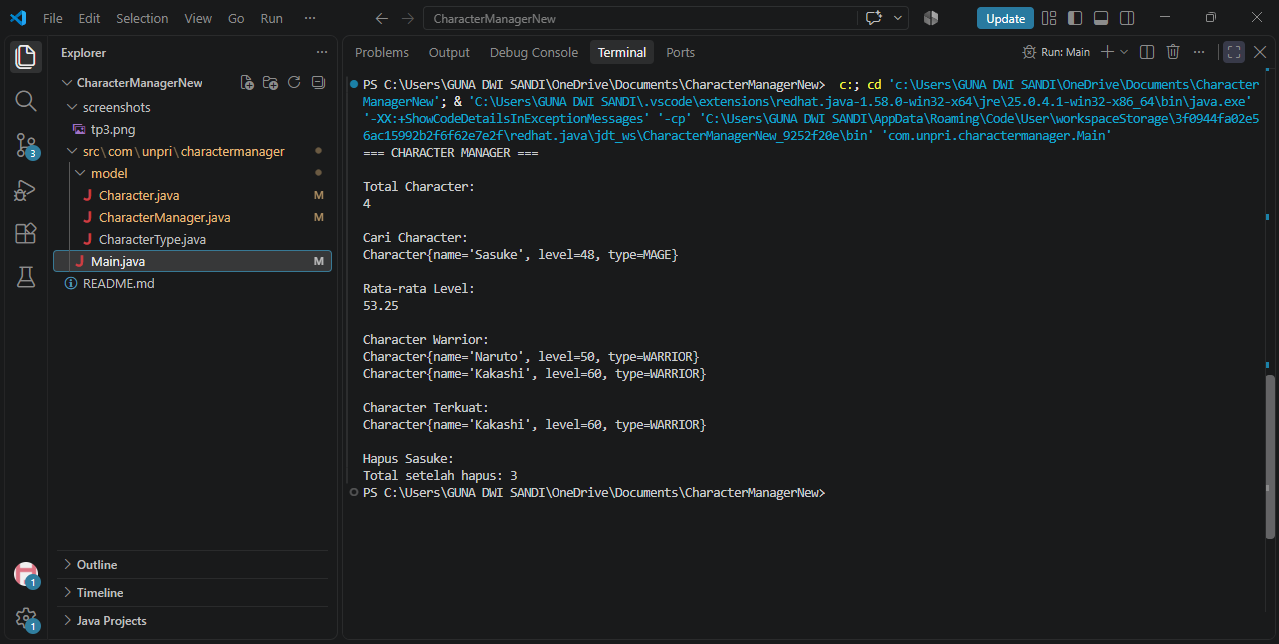 File Edit Selection View Go Run ···
CharacterManagerNew
Update
Explorer
CharacterManagerNew
screenshots
tp3.png
src\com\unpri\charactermanager
model
Character.java M
CharacterManager.java M
CharacterType.java
Main.java M
README.md
3
1
1
Outline
Timeline
Java Projects
Problems Output Debug Console Terminal Ports
Run: Main
PS C:\Users\GUNA DWI SANDI\OneDrive\Documents\CharacterManagerNew>  c:; cd 'c:\Users\GUNA DWI SANDI\OneDrive\Documents\Character
ManagerNew'; & 'C:\Users\GUNA DWI SANDI\.vscode\extensions\redhat.java-1.58.0-win32-x64\jre\25.0.4.1-win32-x86_64\bin\java.exe'
'-XX:+ShowCodeDetailsInExceptionMessages' '-cp' 'C:\Users\GUNA DWI SANDI\AppData\Roaming\Code\User\workspaceStorage\3f0944fa02e5
6ac15992b2f6f62e7e2f\redhat.java\jdt_ws\CharacterManagerNew_9252f20e\bin' 'com.unpri.charactermanager.Main'
=== CHARACTER MANAGER ===
Total Character:
4
Cari Character:
Character{name='Sasuke', level=48, type=MAGE}
Rata-rata Level:
53.25
Character Warrior:
Character{name='Naruto', level=50, type=WARRIOR}
Character{name='Kakashi', level=60, type=WARRIOR}
Character Terkuat:
Character{name='Kakashi', level=60, type=WARRIOR}
Hapus Sasuke:
Total setelah hapus: 3
PS C:\Users\GUNA DWI SANDI\OneDrive\Documents\CharacterManagerNew>